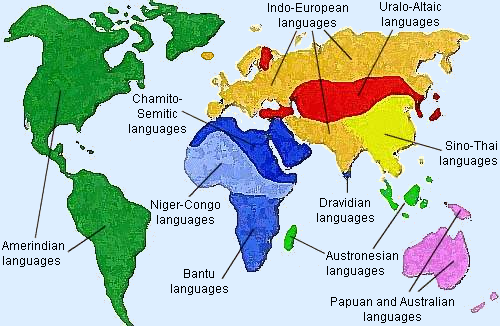 Indo-European
languages
Uralo-Altaic
languages
Chamito-
Semitic
languages
Sino-Thai
languages
Niger-Congo
languages
Dravidian
languages
Amerindian
languages
Bantu
languages
Austronesian
languages
Papuan and Australian
languages